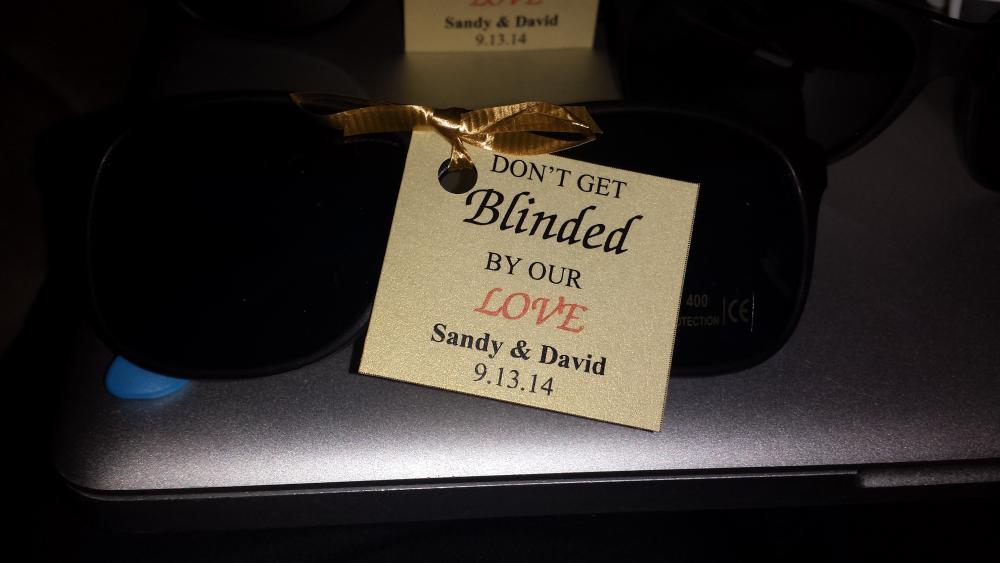 LOVE
Sandy & David
9.13.14
DON'T GET
Blinded
BY OUR
LOVE
Sandy & David
9.13.14
400
CE